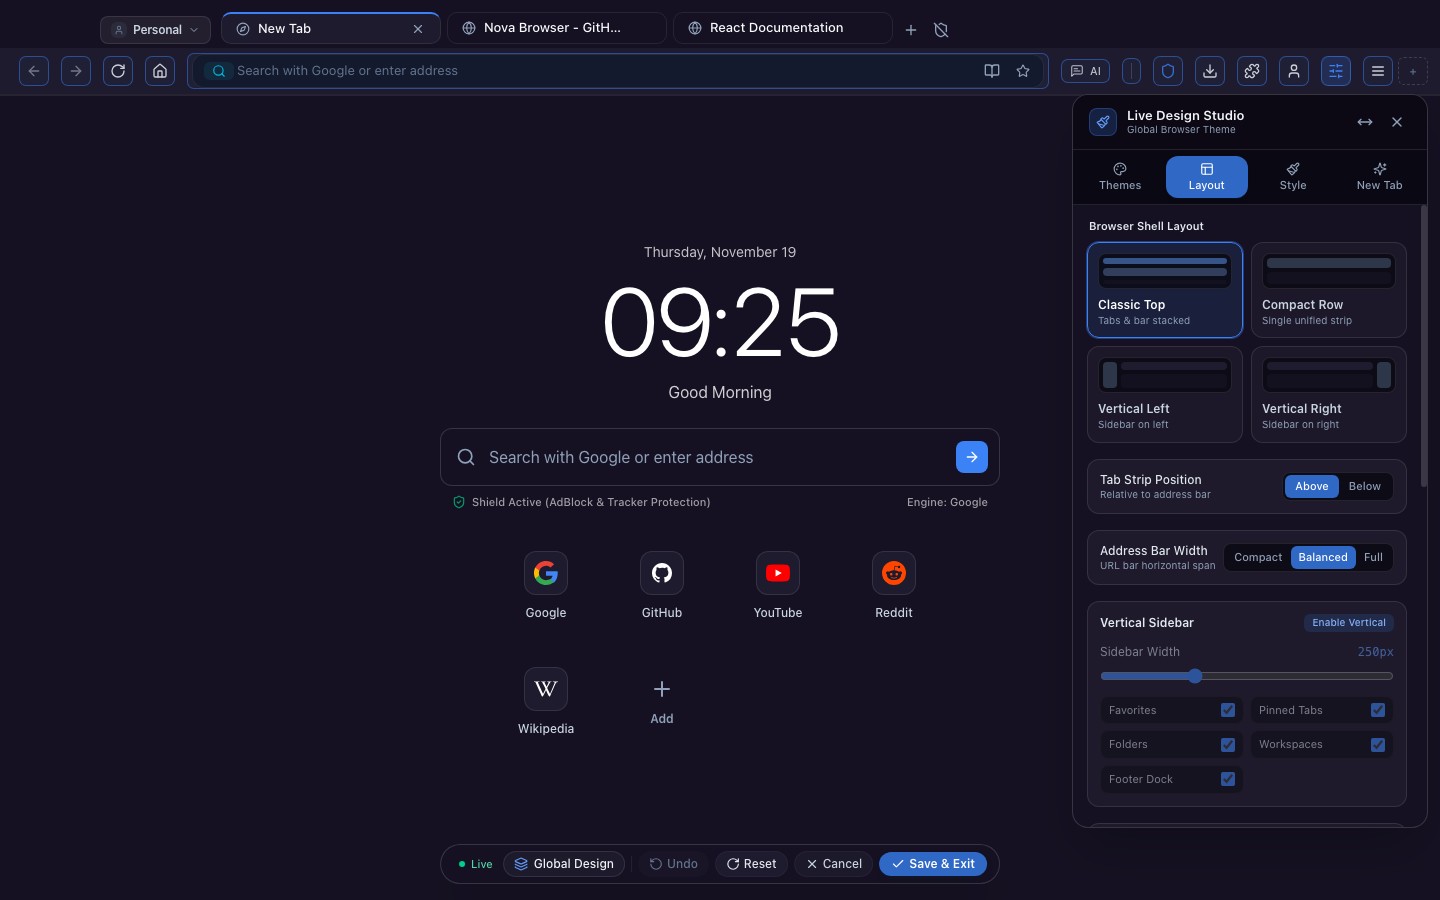 Personal
New Tab
Nova Browser - GitH...
React Documentation
Search with Google or enter address
AI
Live Design Studio
Global Browser Theme
Themes
Layout
Style
New Tab
Browser Shell Layout
Classic Top
Tabs & bar stacked
Compact Row
Single unified strip
Vertical Left
Sidebar on left
Vertical Right
Sidebar on right
Tab Strip Position
Relative to address bar
Above
Below
Address Bar Width
URL bar horizontal span
Compact
Balanced
Full
Vertical Sidebar
Enable Vertical
Sidebar Width
250px
Favorites
Pinned Tabs
Folders
Workspaces
Footer Dock
Thursday, November 19
09:25
Good Morning
Search with Google or enter address
Shield Active (AdBlock & Tracker Protection)
Engine: Google
Google
GitHub
YouTube
Reddit
W
Wikipedia
Add
Live
Global Design
Undo
Reset
Cancel
Save & Exit